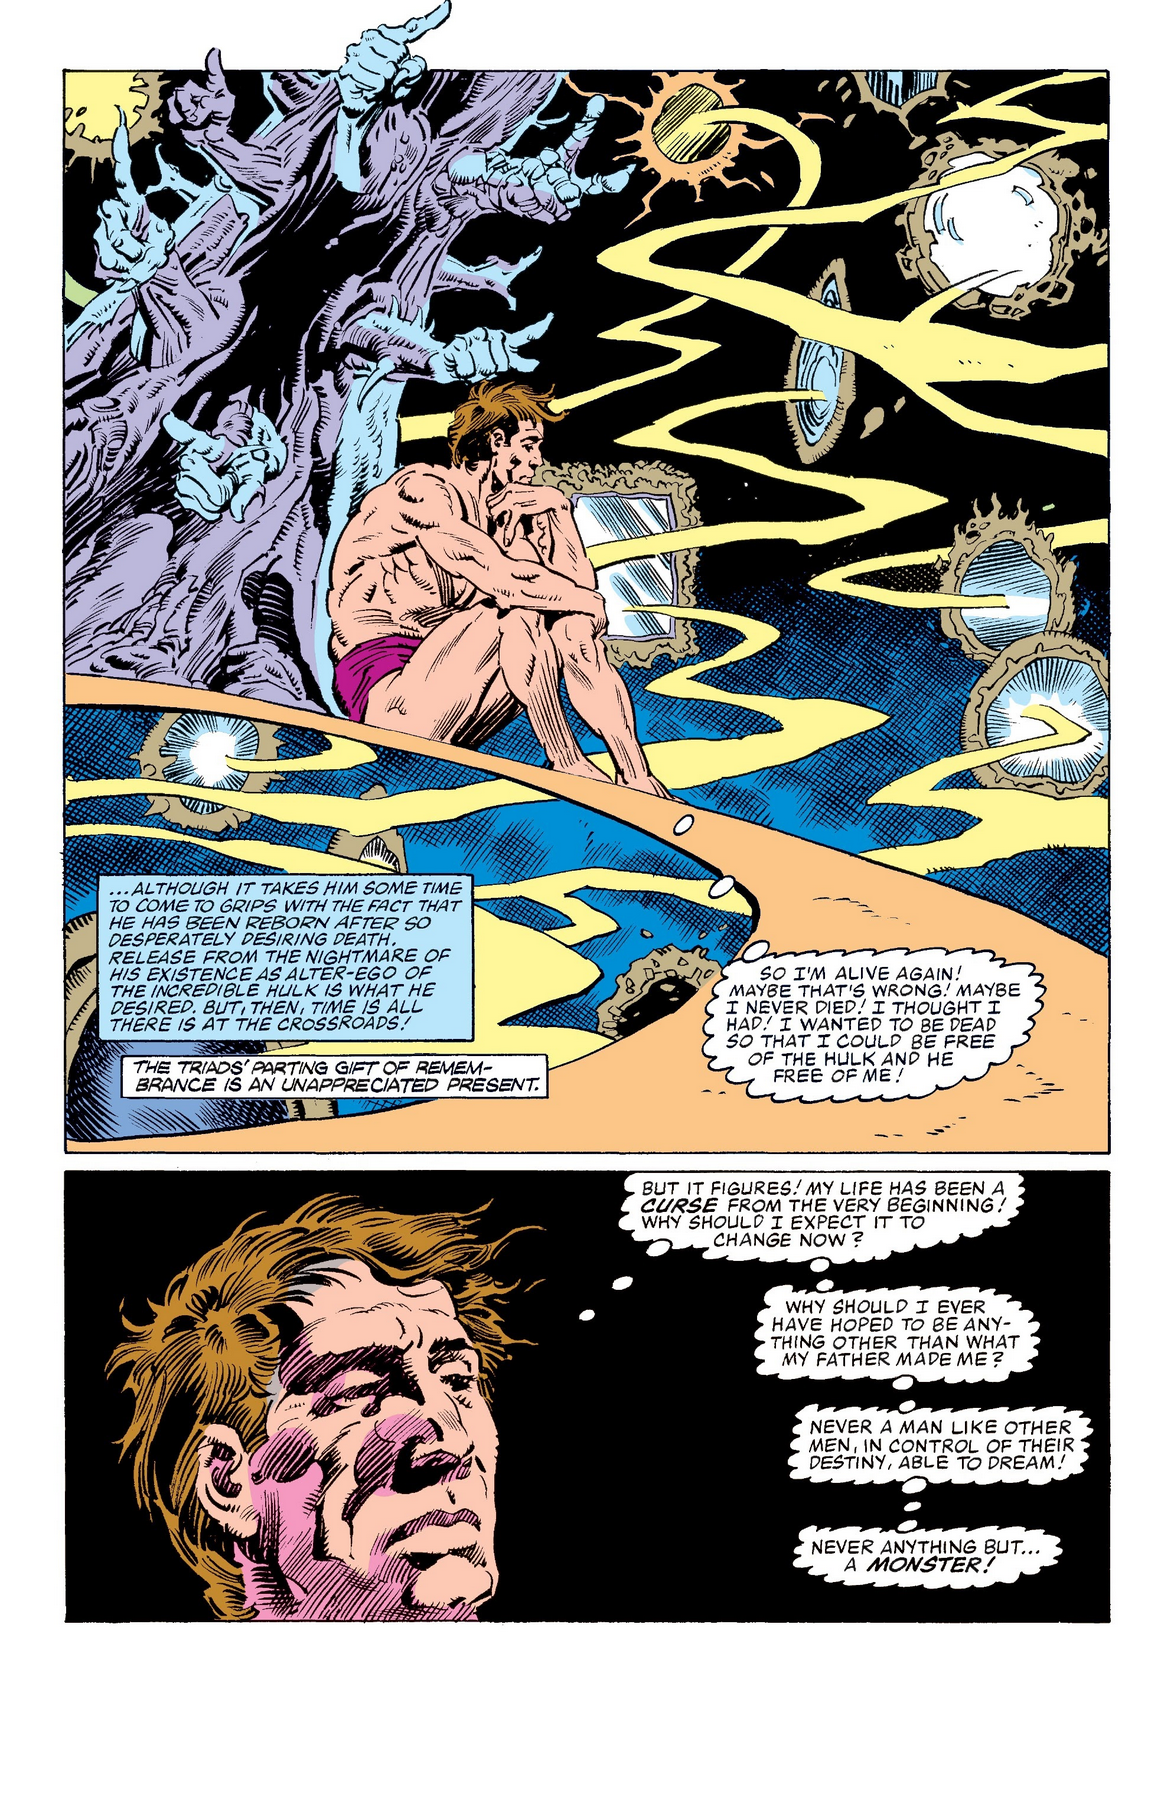 ...ALTHOUGH IT TAKES HIM SOME TIME
TO COME TO GRIPS WITH THE FACT THAT
HE HAS BEEN REBORN AFTER SO
DESPERATELY DESIRING DEATH.
RELEASE FROM THE NIGHTMARE OF
HIS EXISTENCE AS ALTER-EGO OF
THE INCREDIBLE HULK IS WHAT HE
DESIRED. BUT, THEN, TIME IS ALL
THERE IS AT THE CROSSROADS!
THE TRIADS' PARTING GIFT OF REMEM-
BRANCE IS AN UNAPPRECIATED PRESENT.
SO I'M ALIVE AGAIN!
MAYBE THAT'S WRONG! MAYBE
I NEVER DIED! I THOUGHT I
HAD! I WANTED TO BE DEAD
SO THAT I COULD BE FREE
OF THE HULK AND HE
FREE OF ME!
BUT IT FIGURES! MY LIFE HAS BEEN A
CURSE FROM THE VERY BEGINNING!
WHY SHOULD I EXPECT IT TO
CHANGE NOW?
WHY SHOULD I EVER
HAVE HOPED TO BE ANY-
THING OTHER THAN WHAT
MY FATHER MADE ME?
NEVER A MAN LIKE OTHER
MEN, IN CONTROL OF THEIR
DESTINY, ABLE TO DREAM!
NEVER ANYTHING BUT...
A MONSTER!